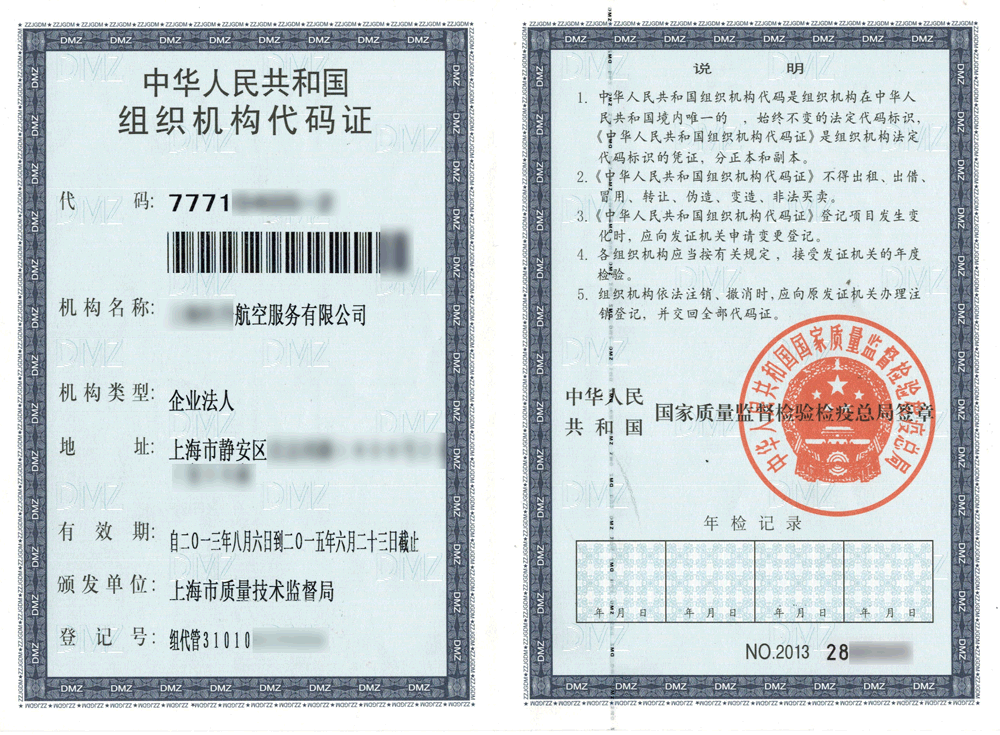 中华人民共和国
组织机构代码证
代 码: 7771
机构名称: 航空服务有限公司
机构类型: 企业法人
地 址: 上海市静安区
有 效 期: 自二〇一三年八月六日到二〇一五年六月二十三日截止
颁发单位: 上海市质量技术监督局
登 记 号: 组代管31010
说 明
1. 中华人民共和国组织机构代码是组织机构在中华人
民共和国境内唯一的 ,始终不变的法定代码标识,
《中华人民共和国组织机构代码证》是组织机构法定
代码标识的凭证,分正本和副本。
2.《中华人民共和国组织机构代码证》不得出租、出借、
冒用、转让、伪造、变造、非法买卖。
3.《中华人民共和国组织机构代码证》登记项目发生变
化时,应向发证机关申请变更登记。
4. 各组织机构应当按有关规定,接受发证机关的年度
检验。
5. 组织机构依法注销、撤消时,应向原发证机关办理注
销登记,并交回全部代码证。
中华人民
共和国 国家质量监督检验检疫总局签章
中华人民共和国国家质量监督检验检疫总局
年检记录
年 月 日 年 月 日 年 月 日 年 月 日
NO.2013 28